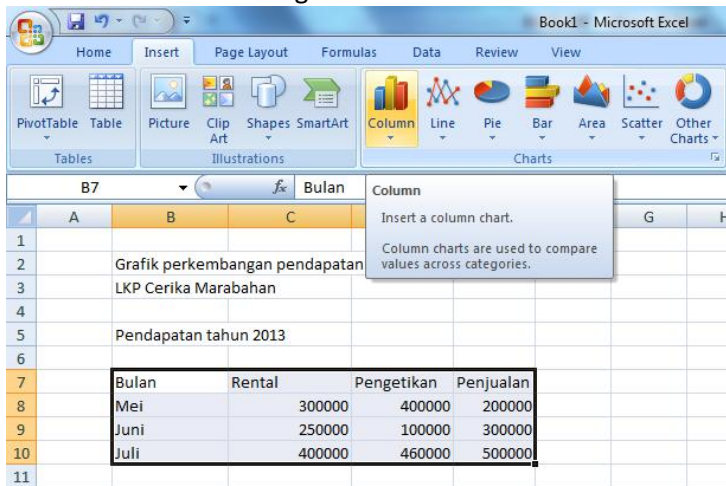 Book1 - Microsoft Excel
Home Insert Page Layout Formulas Data Review View
PivotTable Table Picture Clip Art Shapes SmartArt Column Line Pie Bar Area Scatter Other Charts
Tables Illustrations Charts
B7 fx Bulan
Column
Insert a column chart.
Column charts are used to compare
values across categories.
A B C G H
1
2 Grafik perkembangan pendapatan
3 LKP Cerika Marabahan
4
5 Pendapatan tahun 2013
6
7 Bulan Rental Pengetikan Penjualan
8 Mei 300000 400000 200000
9 Juni 250000 100000 300000
10 Juli 400000 460000 500000
11